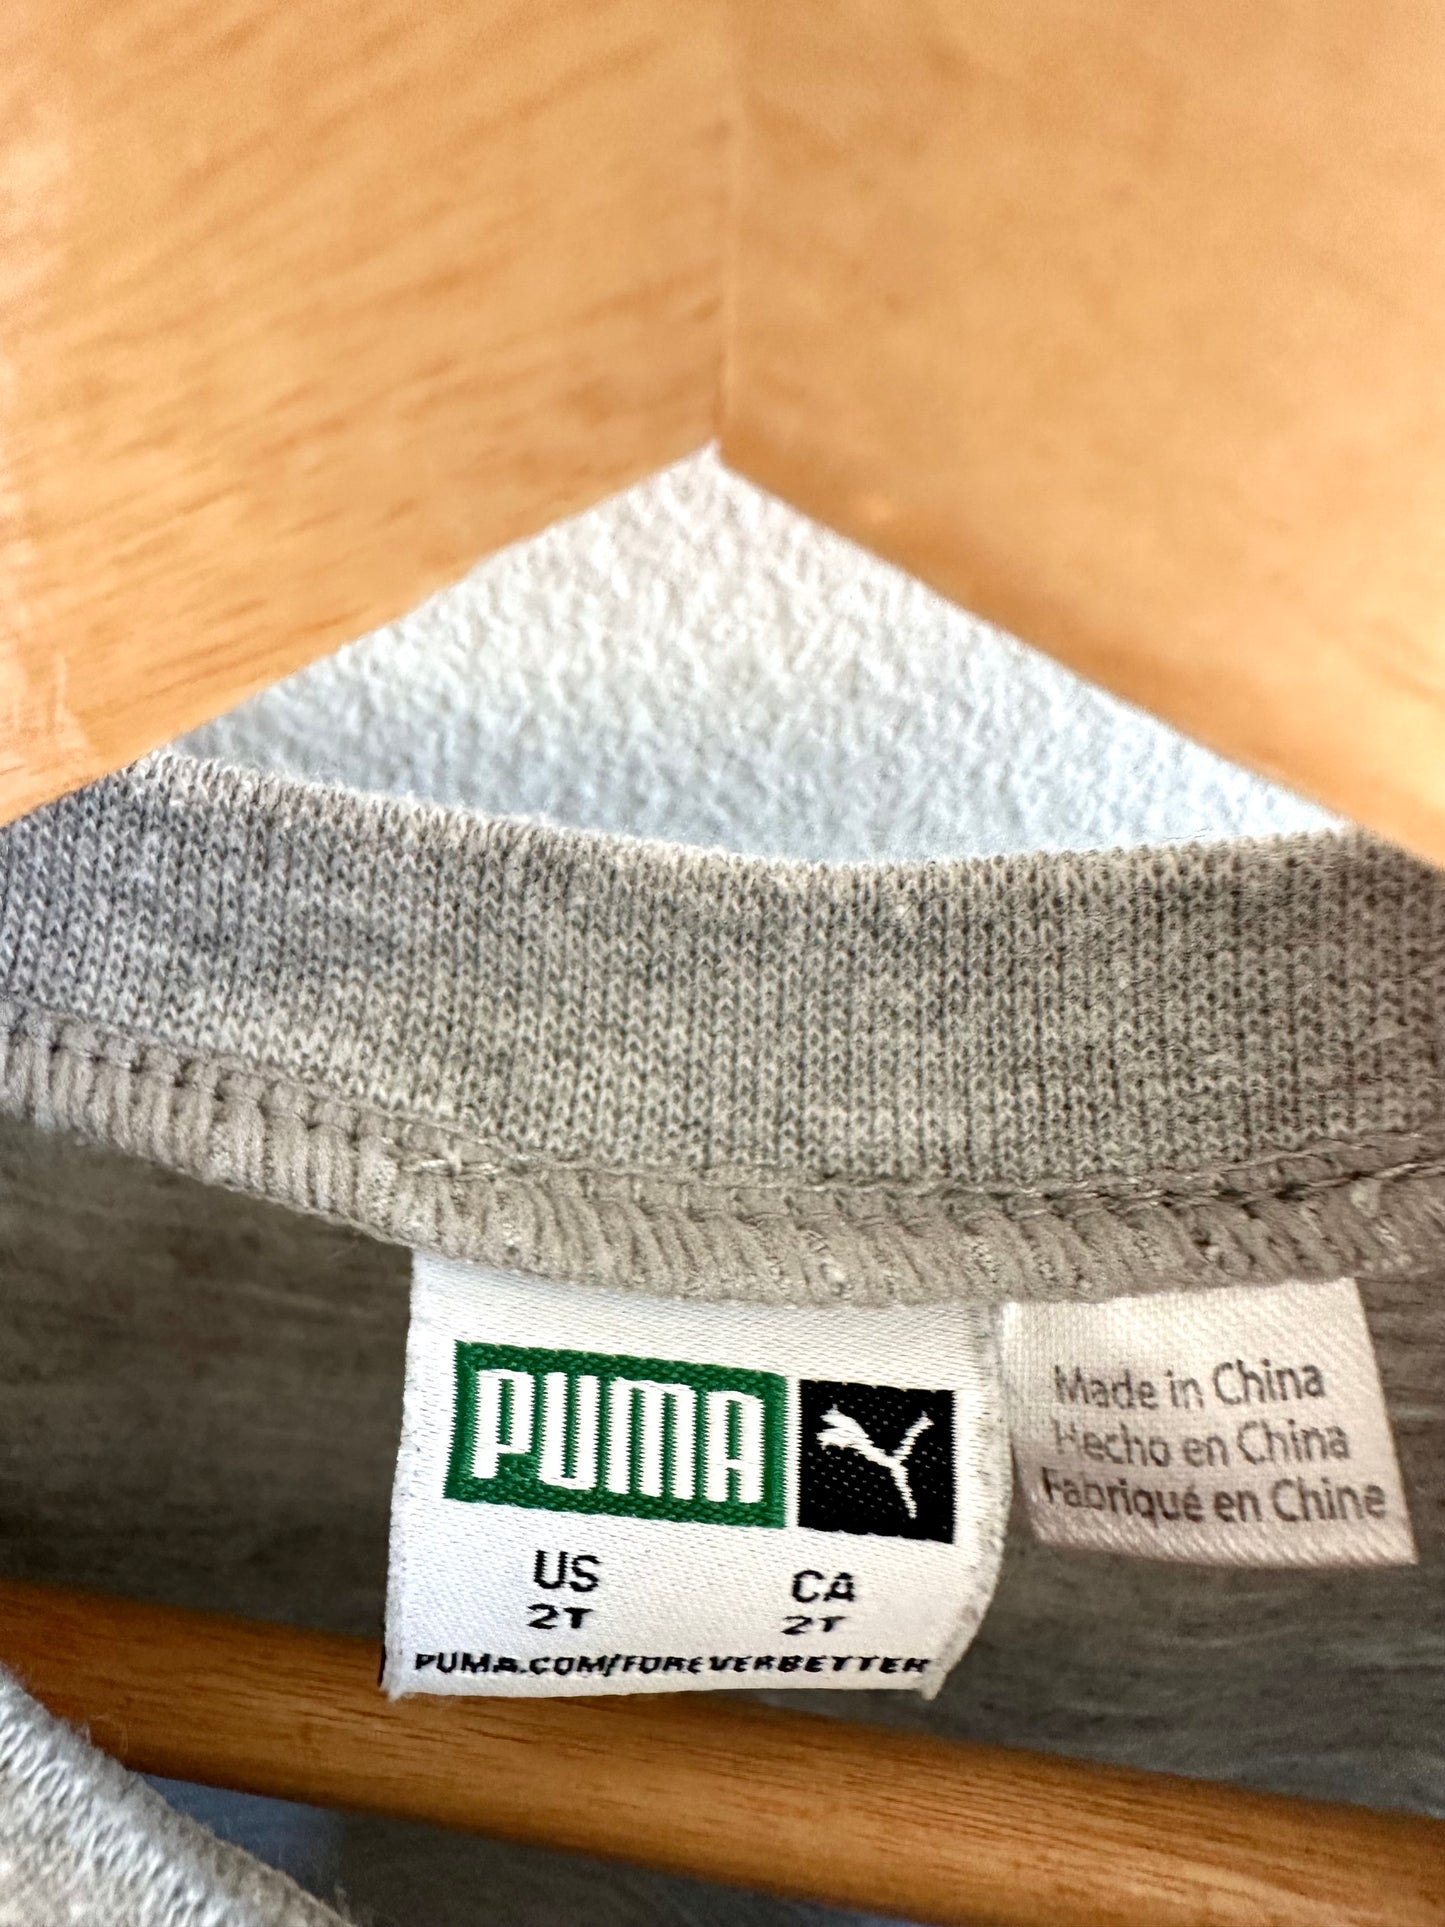 PUMA
US CA
2T 2T
PUMA.COM/FOREVERBETTER
Made in China
Hecho en China
Fabriqué en Chine